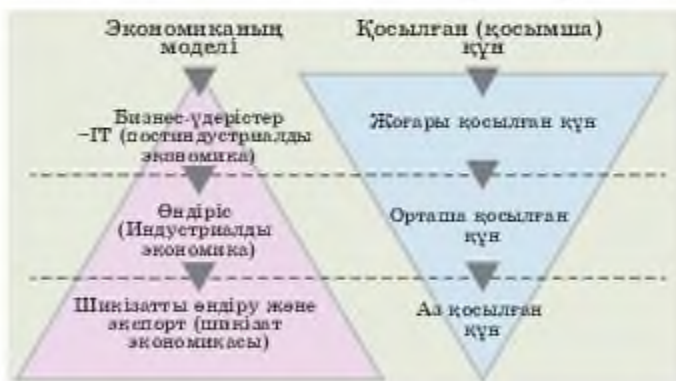 Экономиканың
моделі
Қосылған (қосымша)
құн
Бизнес-үдерістер
–IT (постиндустриалды
экономика)
Жоғары қосылған құн
Өндіріс
(Индустриалды
экономика)
Орташа қосылған
құн
Шикізатты өндіру және
экспорт (шикізат
экономикасы)
Аз қосылған
құн